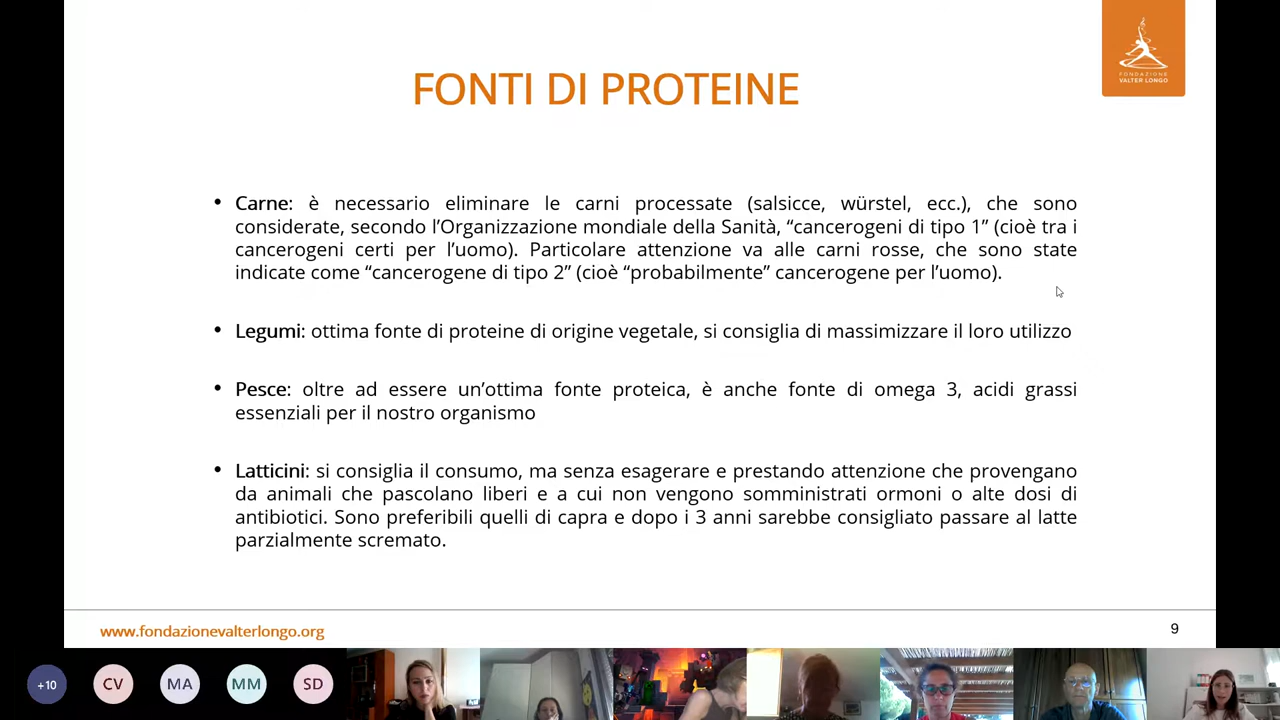 FONDAZIONE
VALTER LONGO
FONTI DI PROTEINE
• Carne: è necessario eliminare le carni processate (salsicce, würstel, ecc.), che sono
considerate, secondo l’Organizzazione mondiale della Sanità, “cancerogeni di tipo 1” (cioè tra i
cancerogeni certi per l’uomo). Particolare attenzione va alle carni rosse, che sono state
indicate come “cancerogene di tipo 2” (cioè “probabilmente” cancerogene per l’uomo).
• Legumi: ottima fonte di proteine di origine vegetale, si consiglia di massimizzare il loro utilizzo
• Pesce: oltre ad essere un’ottima fonte proteica, è anche fonte di omega 3, acidi grassi
essenziali per il nostro organismo
• Latticini: si consiglia il consumo, ma senza esagerare e prestando attenzione che provengano
da animali che pascolano liberi e a cui non vengono somministrati ormoni o alte dosi di
antibiotici. Sono preferibili quelli di capra e dopo i 3 anni sarebbe consigliato passare al latte
parzialmente scremato.
www.fondazionevalterlongo.org
9
+10 CV MA MM SD